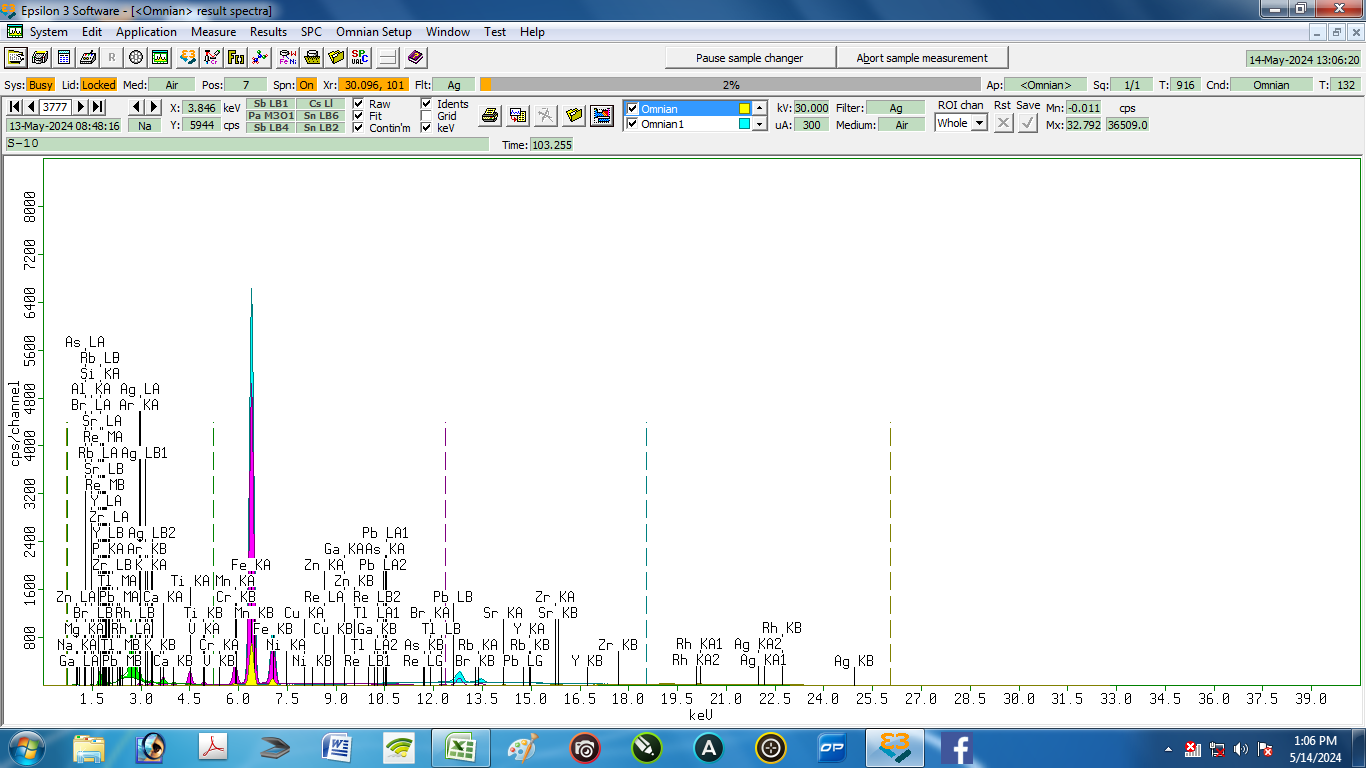 Epsilon 3 Software - [<Omnian> result spectra]
System Edit Application Measure Results SPC Omnian Setup Window Test Help
Pause sample changer Abort sample measurement 14-May-2024 13:06:20
Sys: Busy Lid: Locked Med: Air Pos: 7 Spn: On Xr: 30.096, 101 Flt: Ag 2% Ap: <Omnian> Sq: 1/1 T: 916 Cnd: Omnian T: 132
3777 X: 3.846 keV Sb LB1 Cs Ll Raw Idents Omnian kV: 30.000 Filter: Ag ROI chan Rst Save Mn: -0.011 cps
13-May-2024 08:48:16 Na Y: 5944 cps Pa M3O1 Sn LB6 Fit Grid Omnian1 uA: 300 Medium: Air Whole Mx: 32.792 36509.0
Sb LB4 Sn LB2 Contin'm keV
S-10 Time: 103.255
cps/channel
8000
7200
6400
5600
4800
4000
3200
2400
1600
800
As LA
Rb LB
Si KA
Al KA Ag LA
Br LA Ar KA
Sr LA
Re MA
Rb LA Ag LB1
Sr LB
Re MB
Y LA
Zr LA
Y LB Ag LB2 Pb LA1
P KA Ar KB Ga KA As KA
Zr LB K KA Fe KA Zn KA Pb LA2
Tl MA Ti KA Mn KA Zn KB
Zn LA Pb MA Ca KA Cr KB Re LA Re LB2 Pb LB Zr KA
Br LB Rh LB Ti KB Mn KB Cu KA Tl LA1 Br KA Sr KA Sr KB
Mg KA Rh LA V KA Fe KB Cu KB Ga KB Tl LB Y KA Rh KB
Na KA Tl MB K KB Cr KA Ni KA Tl LA2 As KB Rb KA Rb KB Zr KB Rh KA1 Ag KA2
Ga LA Pb MB Ca KB V KB Ni KB Re LB1 Re LG Br KB Pb LG Y KB Rh KA2 Ag KA1 Ag KB
1.5 3.0 4.5 6.0 7.5 9.0 10.5 12.0 13.5 15.0 16.5 18.0 19.5 21.0 22.5 24.0 25.5 27.0 28.5 30.0 31.5 33.0 34.5 36.0 37.5 39.0
keV
1:06 PM
5/14/2024